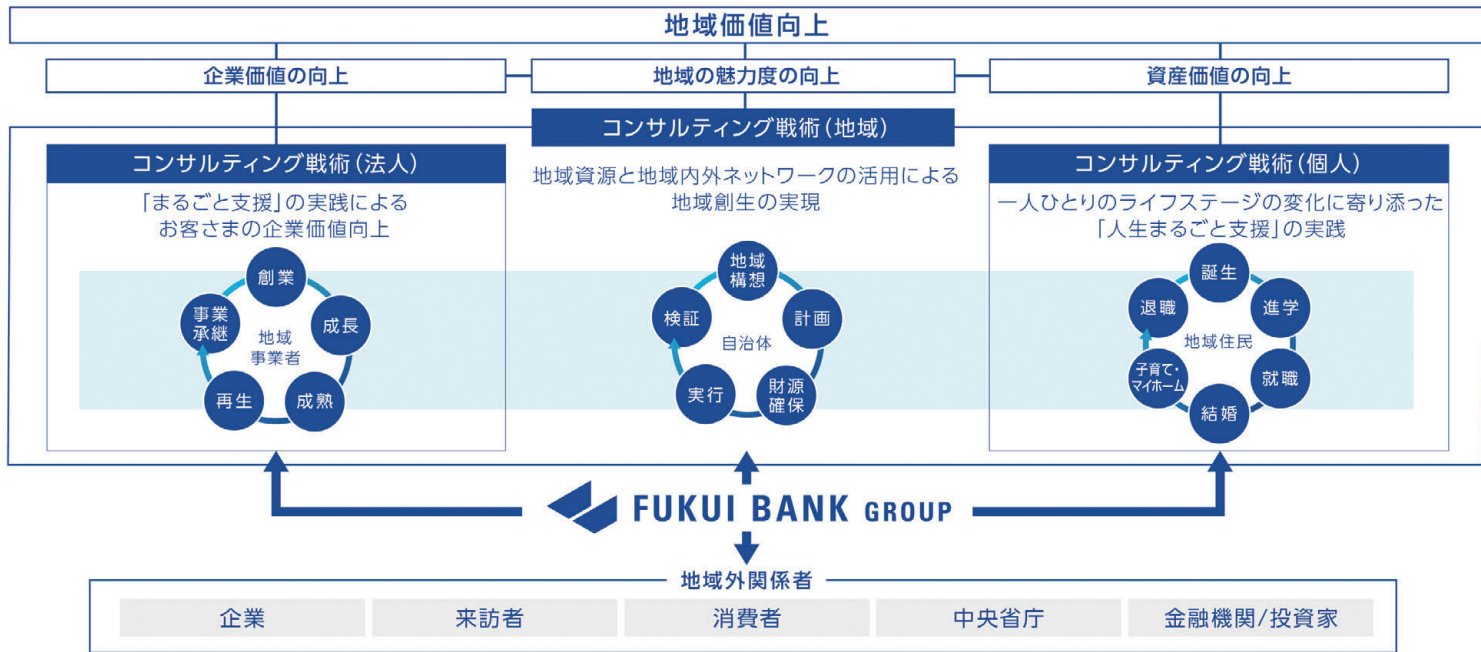 地域価値向上
企業価値の向上
地域の魅力度の向上
資産価値の向上
コンサルティング戦術(法人)
「まるごと支援」の実践による
お客さまの企業価値向上
創業
成長
成熟
再生
事業
承継
地域
事業者
コンサルティング戦術(地域)
地域資源と地域内外ネットワークの活用による
地域創生の実現
地域
構想
計画
財源
確保
実行
検証
自治体
コンサルティング戦術(個人)
一人ひとりのライフステージの変化に寄り添った
「人生まるごと支援」の実践
誕生
進学
就職
結婚
子育て・
マイホーム
退職
地域住民
FUKUI BANK GROUP
地域外関係者
企業
来訪者
消費者
中央省庁
金融機関/投資家